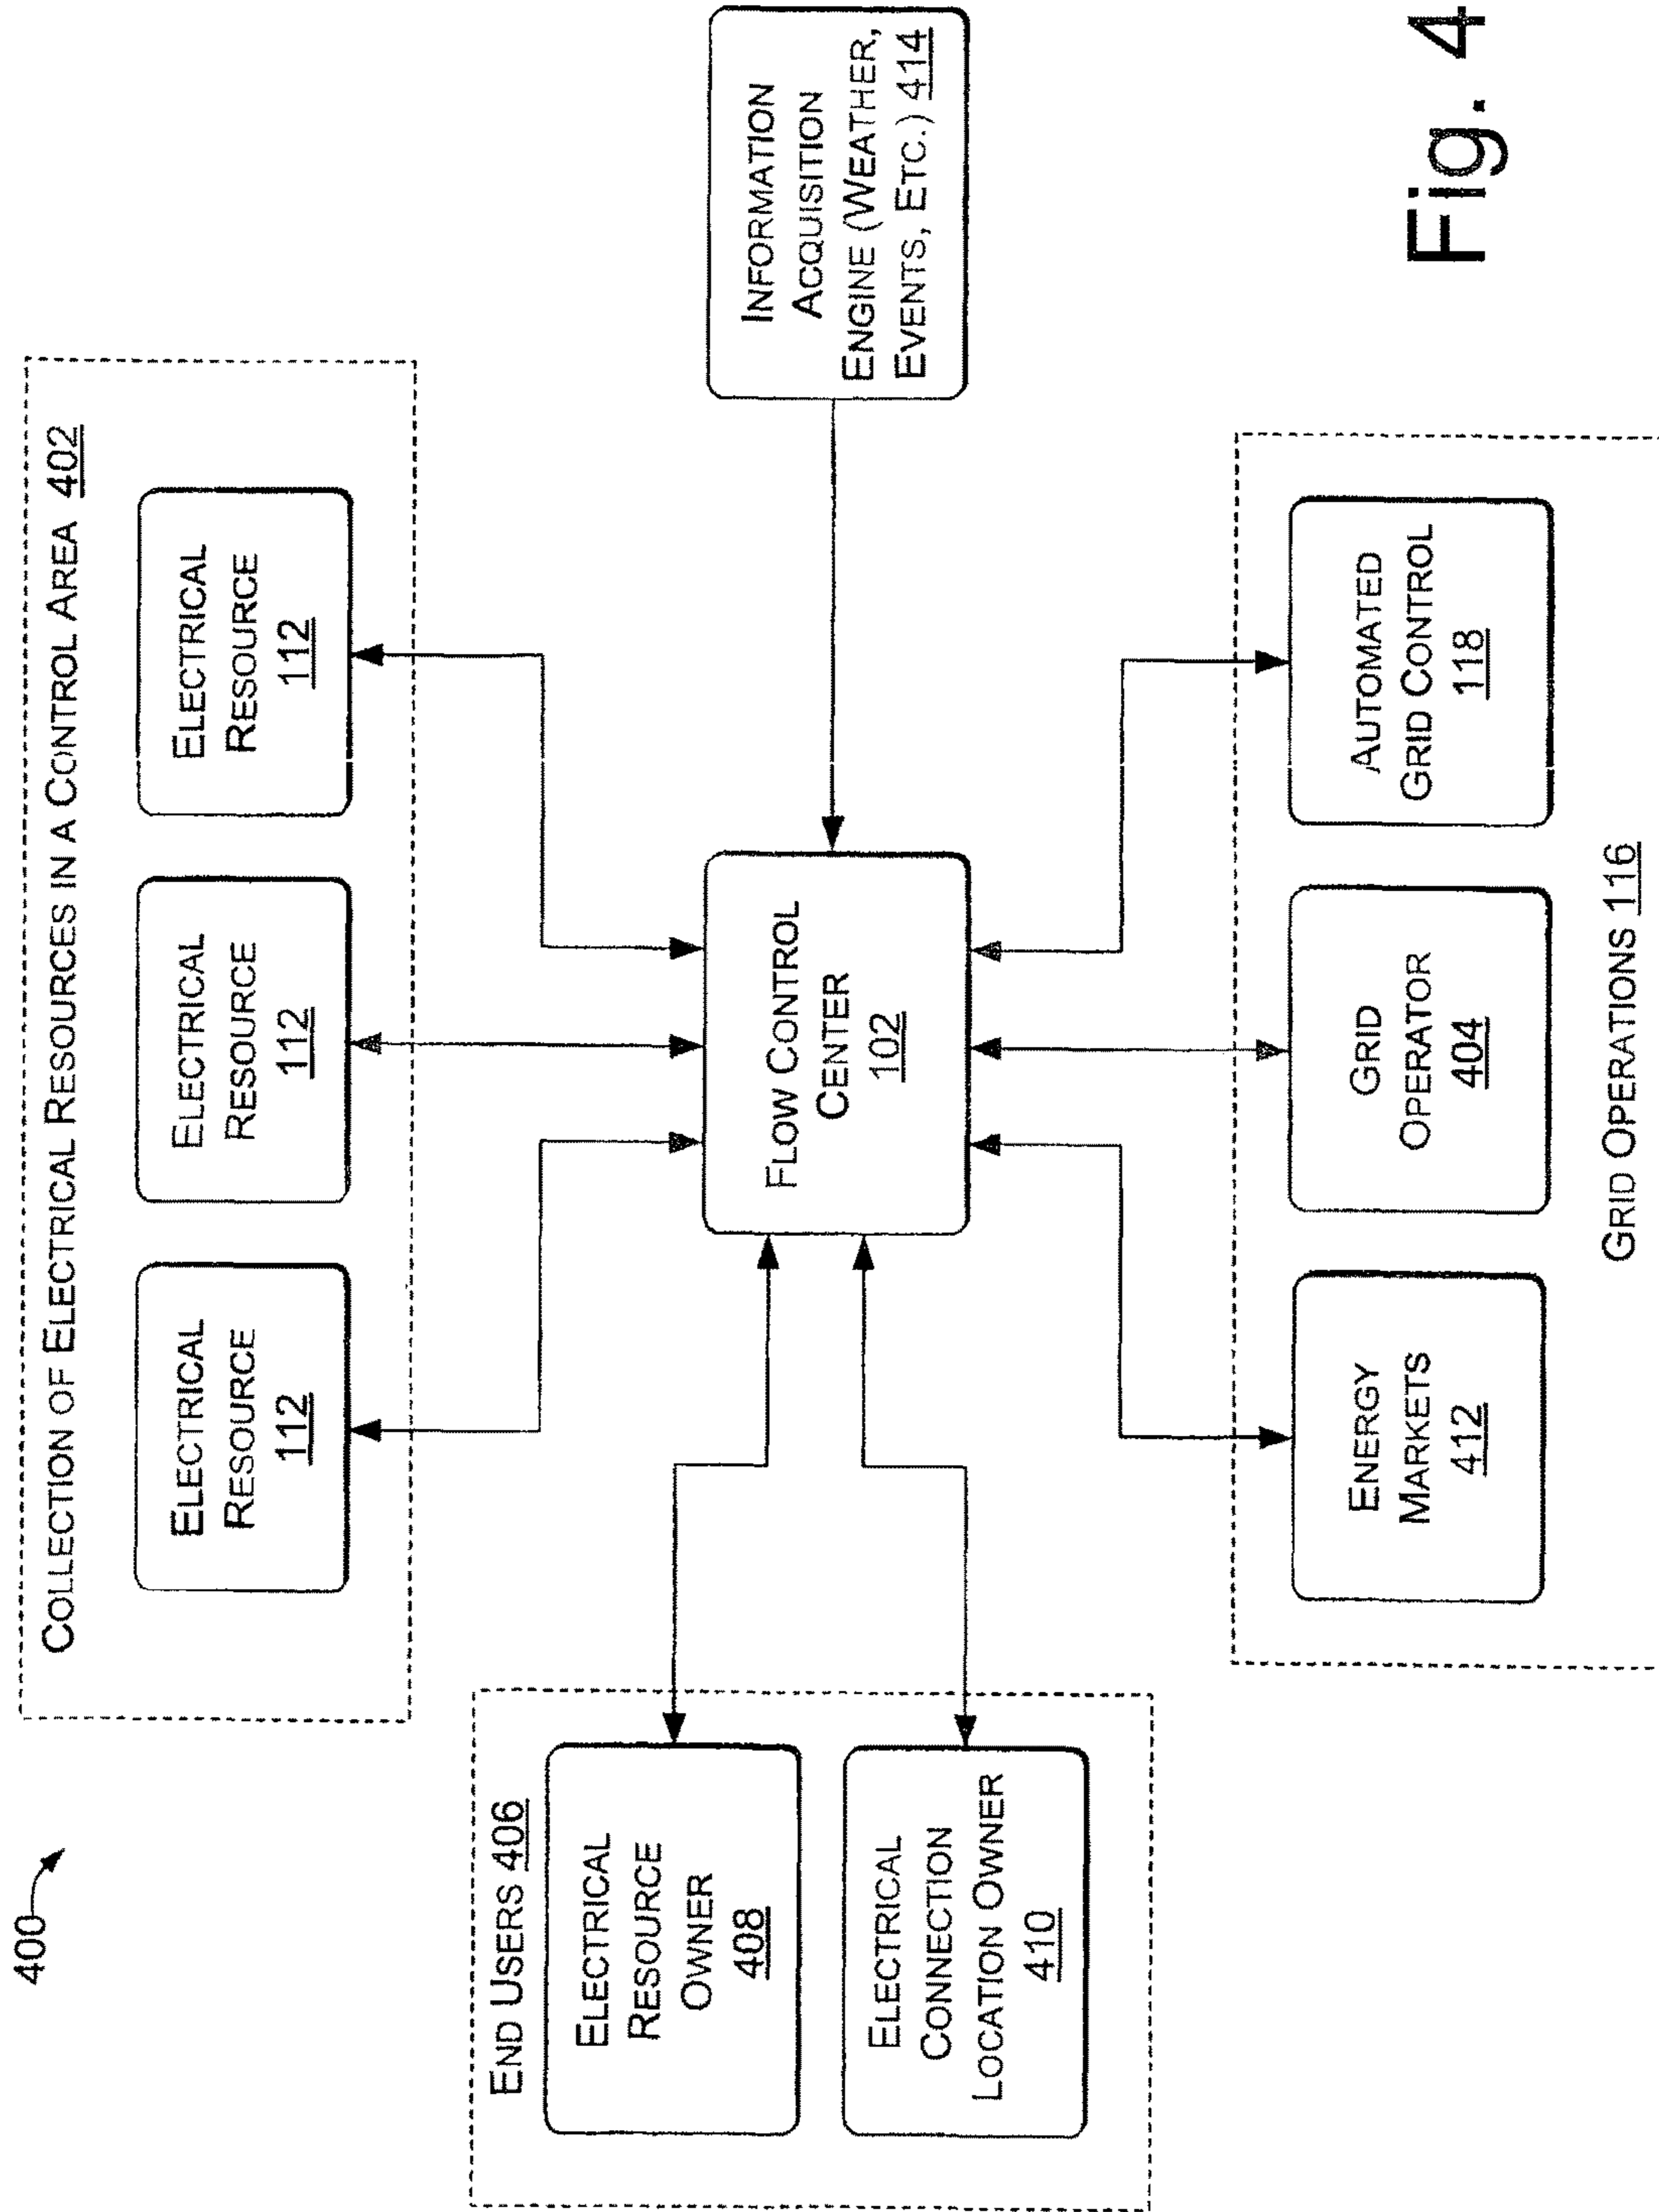 400
COLLECTION OF ELECTRICAL RESOURCES IN A CONTROL AREA 402
ELECTRICAL
RESOURCE
112
ELECTRICAL
RESOURCE
112
ELECTRICAL
RESOURCE
112
END USERS 406
ELECTRICAL
RESOURCE
OWNER
408
ELECTRICAL
CONNECTION
LOCATION OWNER
410
FLOW CONTROL
CENTER
102
INFORMATION
ACQUISITION
ENGINE (WEATHER,
EVENTS, ETC.) 414
ENERGY
MARKETS
412
GRID
OPERATOR
404
AUTOMATED
GRID CONTROL
118
GRID OPERATIONS 116
Fig. 4